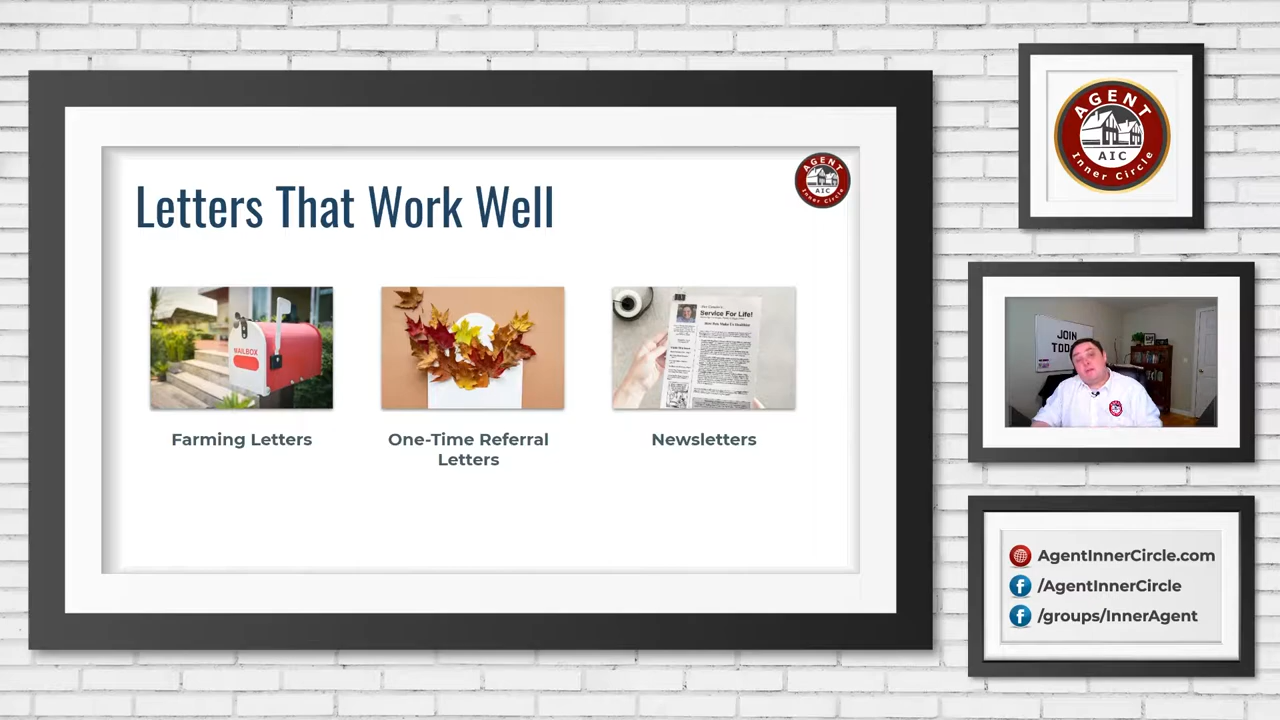 Letters That Work Well
AGENT
AIC
Inner Circle
MAILBOX
Service For Life!
Farming Letters
One-Time Referral
Letters
Newsletters
AGENT
AIC
Inner Circle
JOIN
AgentInnerCircle.com
/AgentInnerCircle
/groups/InnerAgent